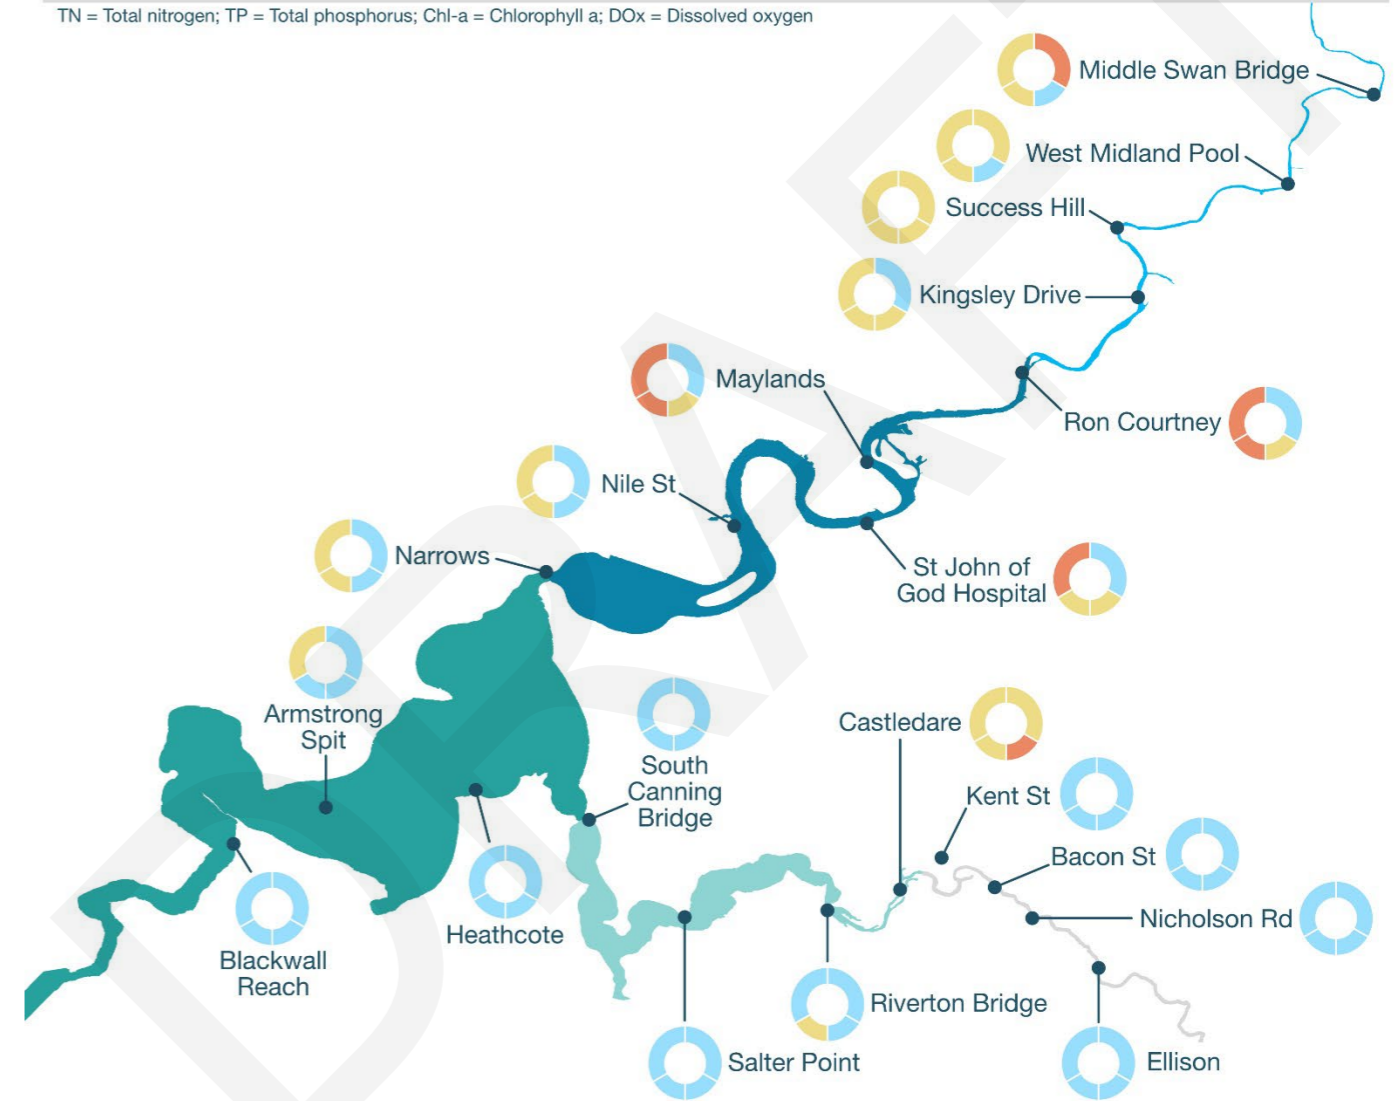 TN = Total nitrogen; TP = Total phosphorus; Chl-a = Chlorophyll a; DOx = Dissolved oxygen
Middle Swan Bridge
West Midland Pool
Success Hill
Kingsley Drive
Maylands
Ron Courtney
Nile St
Narrows
St John of
God Hospital
Armstrong
Spit
South
Canning
Bridge
Castledare
Kent St
Bacon St
Nicholson Rd
Heathcote
Blackwall
Reach
Riverton Bridge
Salter Point
Ellison
DRAFT